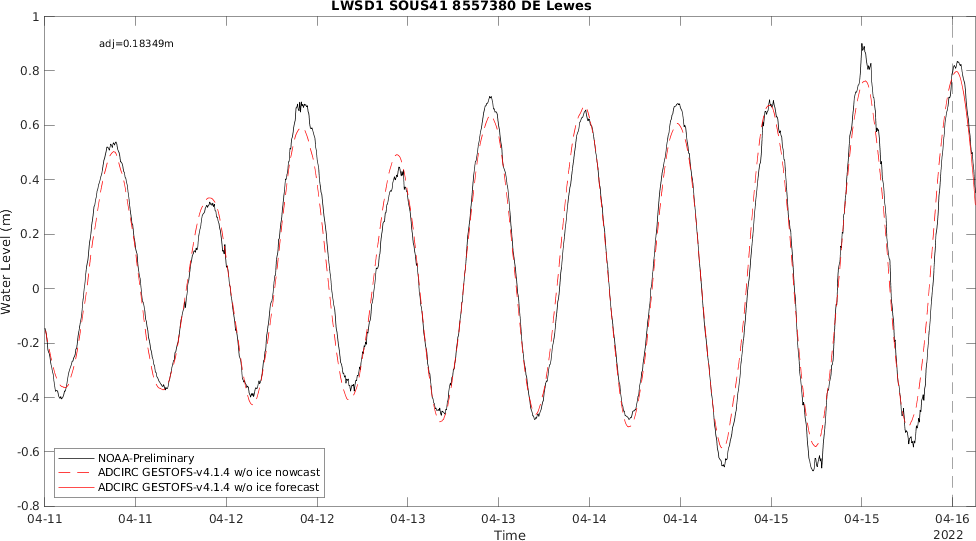 LWSD1 SOUS41 8557380 DE Lewes
adj=0.18349m
1
0.8
0.6
0.4
0.2
0
-0.2
-0.4
-0.6
-0.8
Water Level (m)
NOAA-Preliminary
ADCIRC GESTOFS-v4.1.4 w/o ice nowcast
ADCIRC GESTOFS-v4.1.4 w/o ice forecast
04-11 04-11 04-12 04-12 04-13 04-13 04-14 04-14 04-15 04-15 04-16
Time
2022